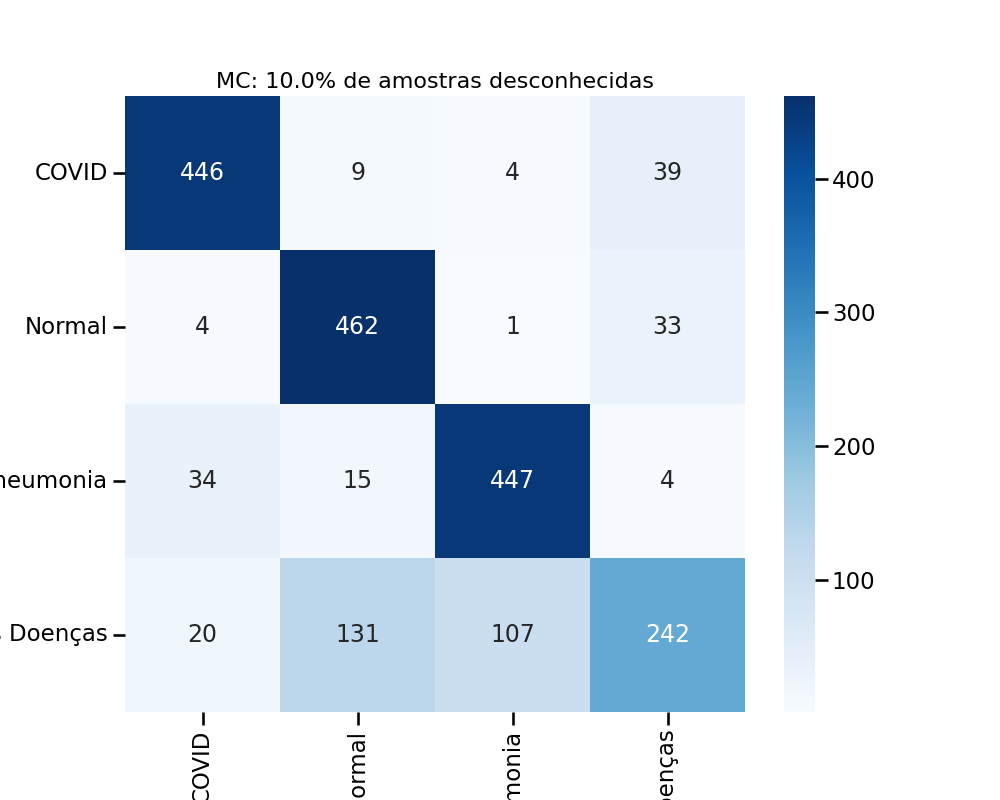 MC: 10.0% de amostras desconhecidas
COVID 446 9 4 39
Normal 4 462 1 33
neumonia 34 15 447 4
Doenças 20 131 107 242
400
300
200
100
COVID
ormal
monia
enças